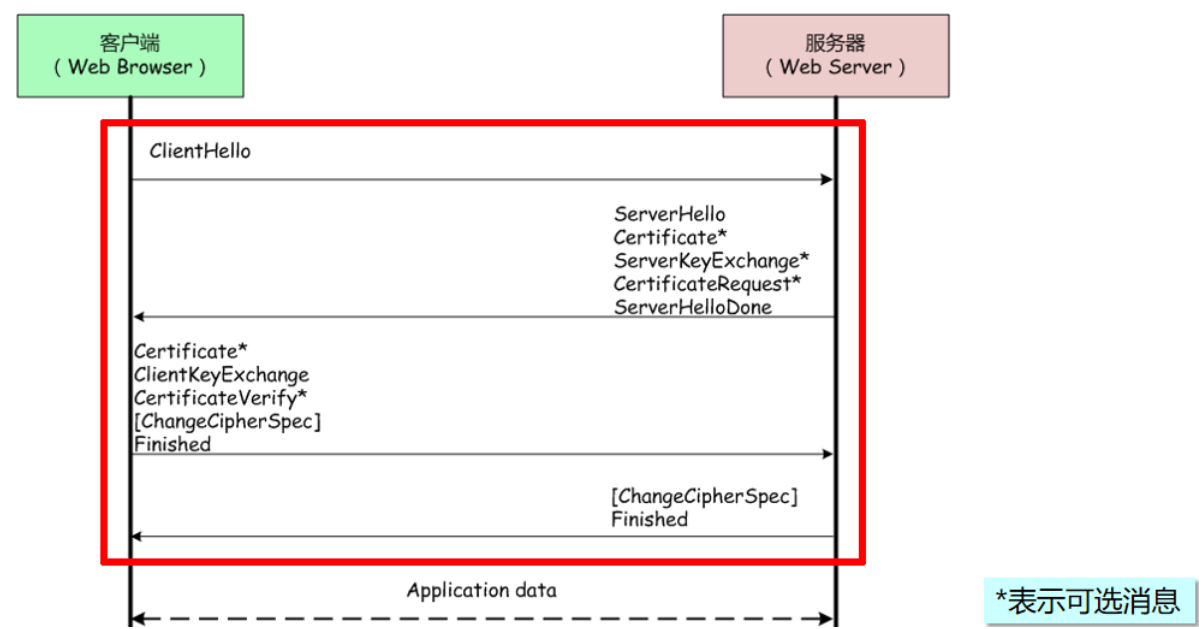 客户端
( Web Browser )
服务器
( Web Server )
ClientHello
ServerHello
Certificate*
ServerKeyExchange*
CertificateRequest*
ServerHelloDone
Certificate*
ClientKeyExchange
CertificateVerify*
[ChangeCipherSpec]
Finished
[ChangeCipherSpec]
Finished
Application data
*表示可选消息